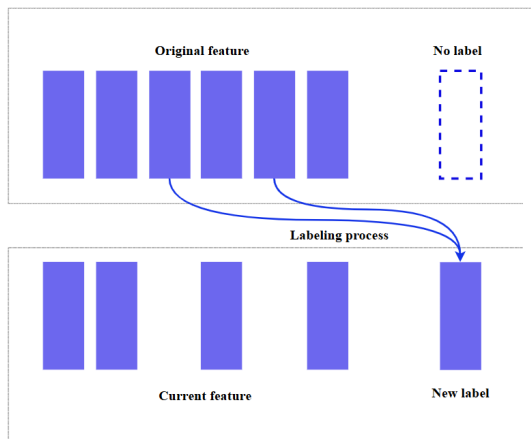 Original feature
No label
Labeling process
Current feature
New label